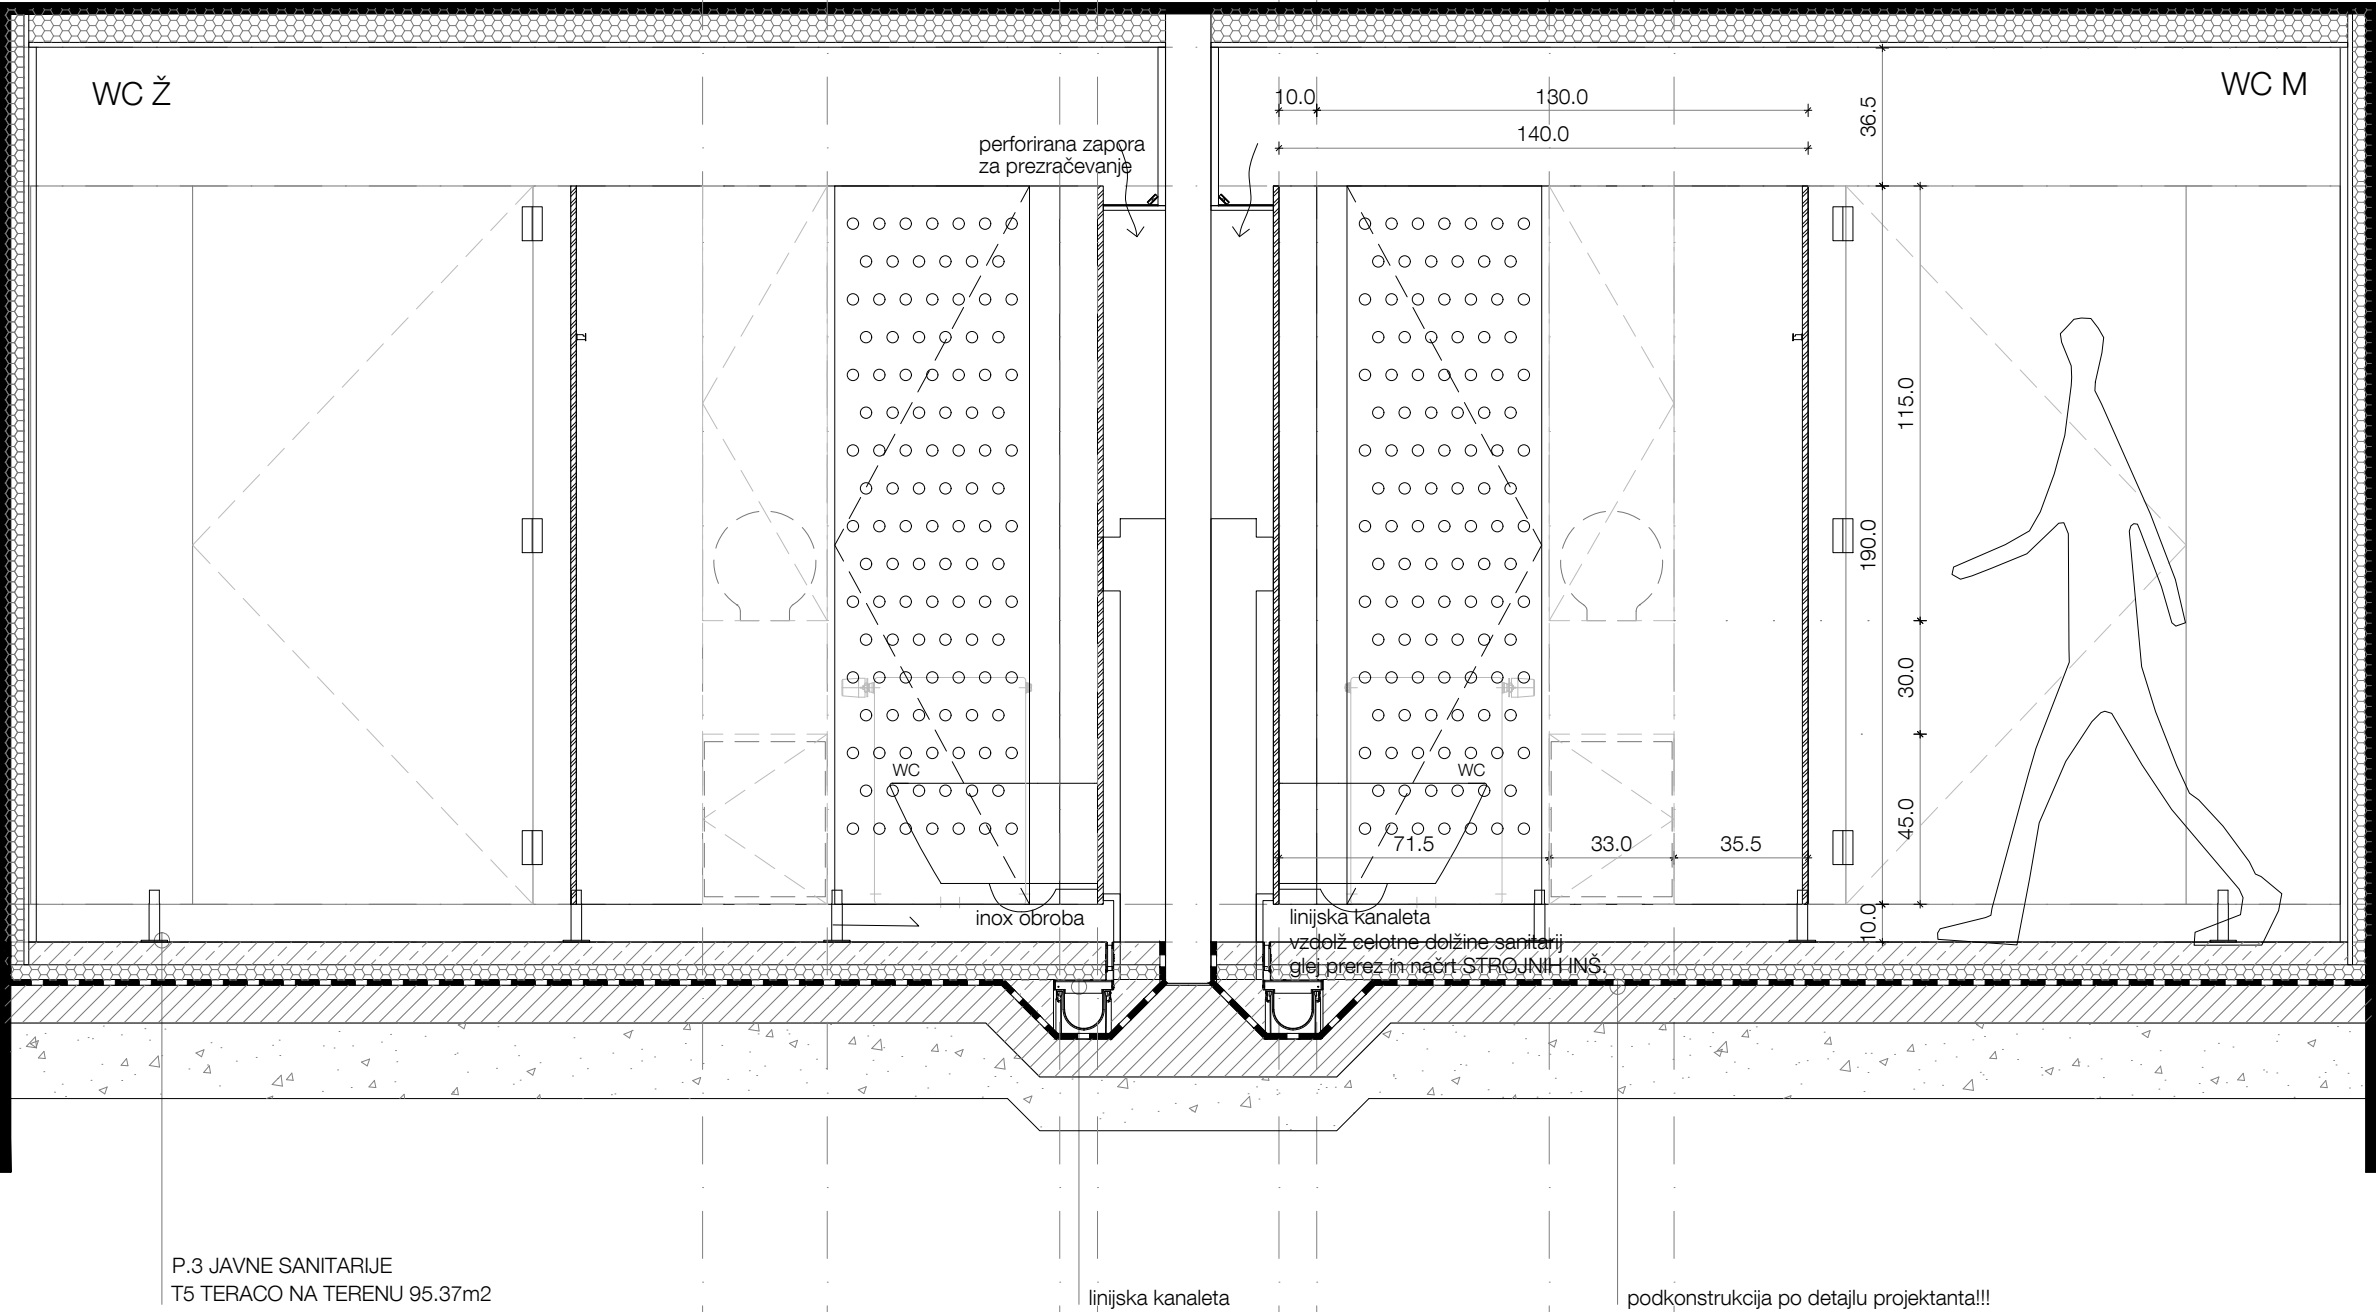 WC Ž
WC M
10.0
130.0
36.5
140.0
perforirana zapora
za prezračevanje
115.0
190.0
30.0
WC
WC
45.0
71.5
33.0
35.5
10.0
inox obroba
linijska kanaleta
vzdolž celotne dolžine sanitarij
glej prerez in načrt STROJNIH INŠ.
P.3 JAVNE SANITARIJE
T5 TERACO NA TERENU 95.37m2
linijska kanaleta
podkonstrukcija po detajlu projektanta!!!